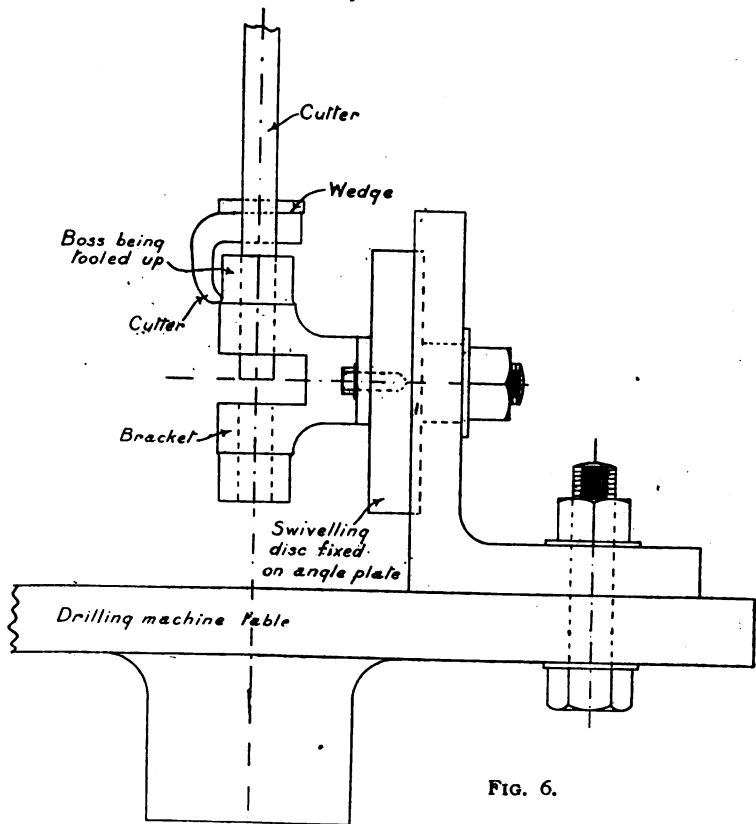 Cutter
Wedge
Boss being
tooled up
Cutter
Bracket
Swivelling
disc fixed
on angle plate
Drilling machine table
FIG. 6.